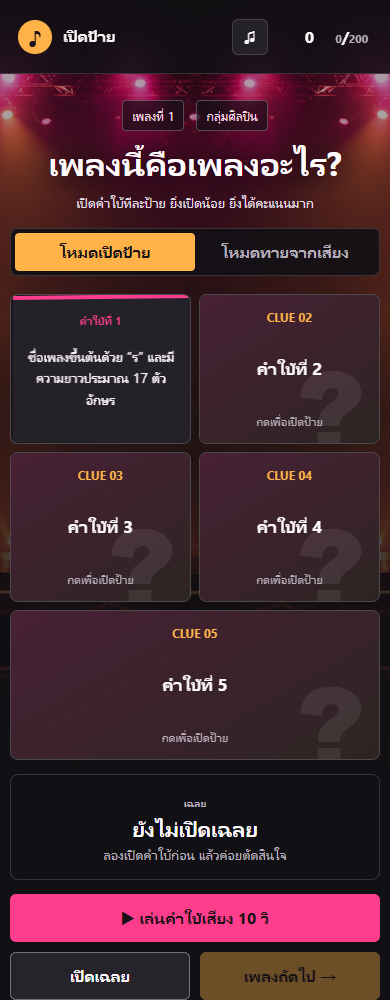 เปิดป้าย
0
0/200
เพลงที่ 1
กลุ่มศิลปิน
เพลงนี้คือเพลงอะไร?
เปิดคำใบ้ทีละป้าย ยิ่งเปิดน้อย ยิ่งได้คะแนนมาก
โหมดเปิดป้าย
โหมดทายจากเสียง
คำใบ้ที่ 1
ชื่อเพลงขึ้นต้นด้วย “ร” และมี
ความยาวประมาณ 17 ตัว
อักษร
CLUE 02
คำใบ้ที่ 2
กดเพื่อเปิดป้าย
?
CLUE 03
คำใบ้ที่ 3
กดเพื่อเปิดป้าย
?
CLUE 04
คำใบ้ที่ 4
กดเพื่อเปิดป้าย
?
CLUE 05
คำใบ้ที่ 5
กดเพื่อเปิดป้าย
?
เฉลย
ยังไม่เปิดเฉลย
ลองเปิดคำใบ้ก่อน แล้วค่อยตัดสินใจ
▶ เล่นคำใบ้เสียง 10 วิ
เปิดเฉลย
เพลงถัดไป →